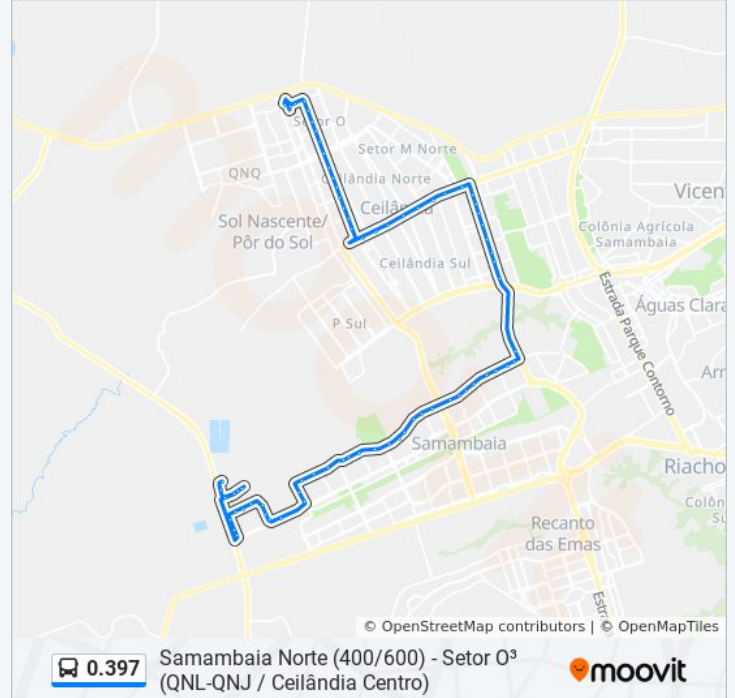 Setor O
Setor M Norte
QNQ
Ceilândia Norte
Ceilândia
Vicen
Sol Nascente/
Pôr do Sol
Colônia Agrícola
Samambaia
Ceilândia Sul
Estrada Parque Contorno
Águas Clara
P Sul
Arr
Samambaia
Riacho
Colôn
Su
Recanto
das Emas
Estra
© OpenStreetMap contributors | © OpenMapTiles
0.397
Samambaia Norte (400/600) - Setor O³
(QNL-QNJ / Ceilândia Centro)
moovit